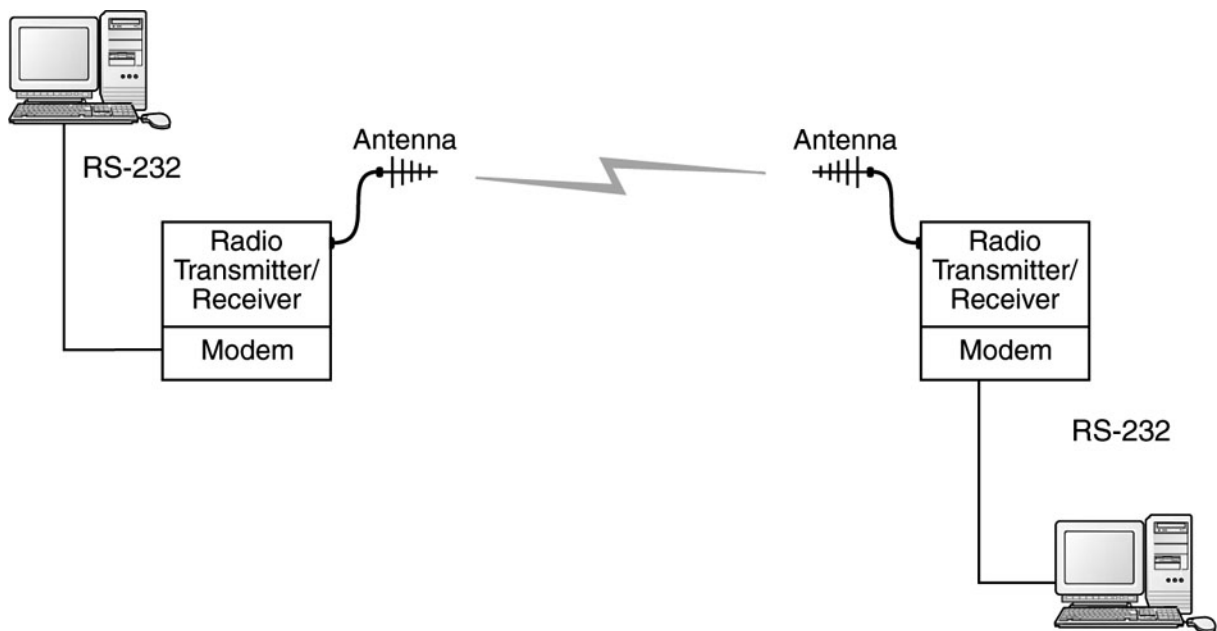 Antenna
Antenna
RS-232
Radio
Transmitter/
Receiver
Modem
Radio
Transmitter/
Receiver
Modem
RS-232